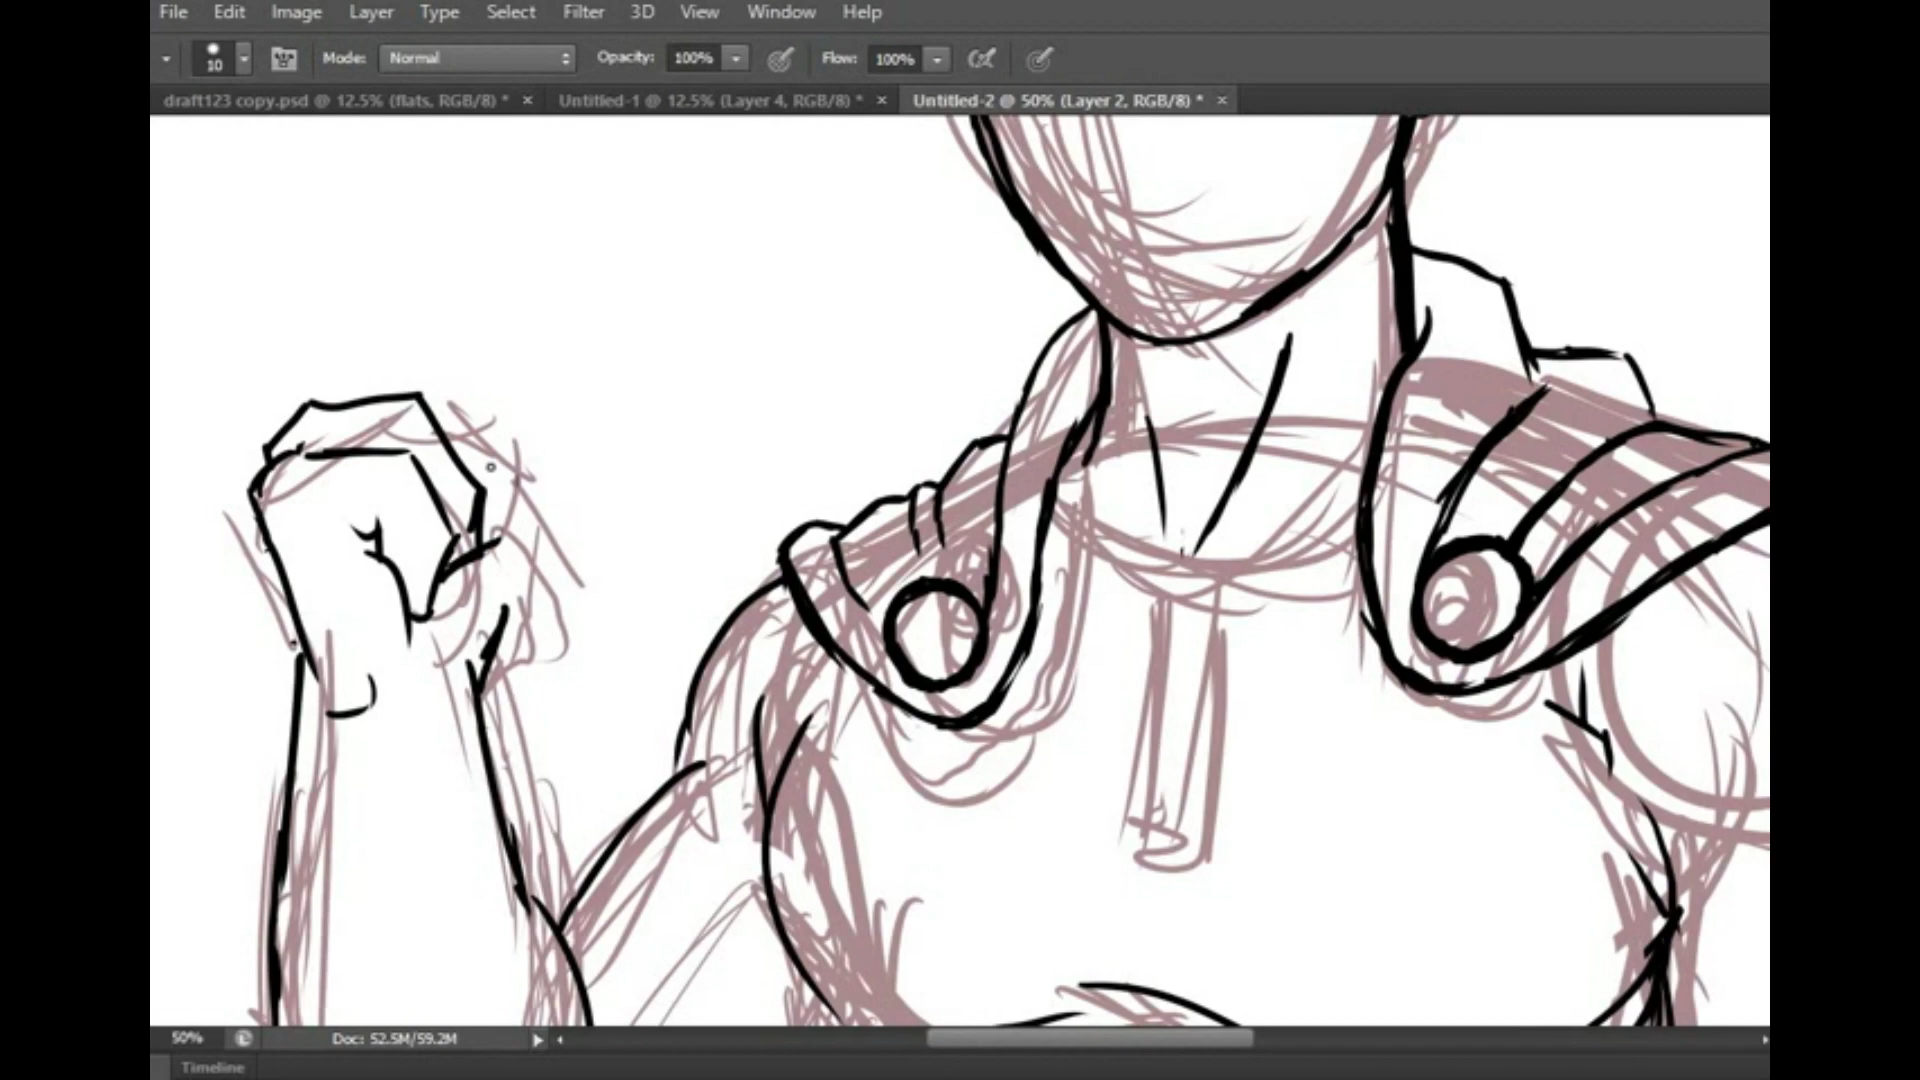 File Edit Image Layer Type Select Filter 3D View Window Help
10 Mode: Normal Opacity: 100% Flow: 100%
draft123 copy.psd @ 12.5% (flats, RGB/8) * × Untitled-1 @ 12.5% (Layer 4, RGB/8) * × Untitled-2 @ 50% (Layer 2, RGB/8) * ×
50% Doc: 52.5M/59.2M
Timeline